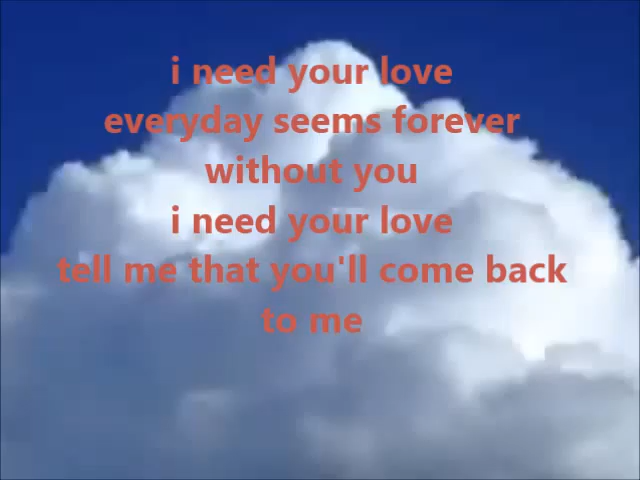 i need your love
everyday seems forever
without you
i need your love
tell me that you'll come back
to me